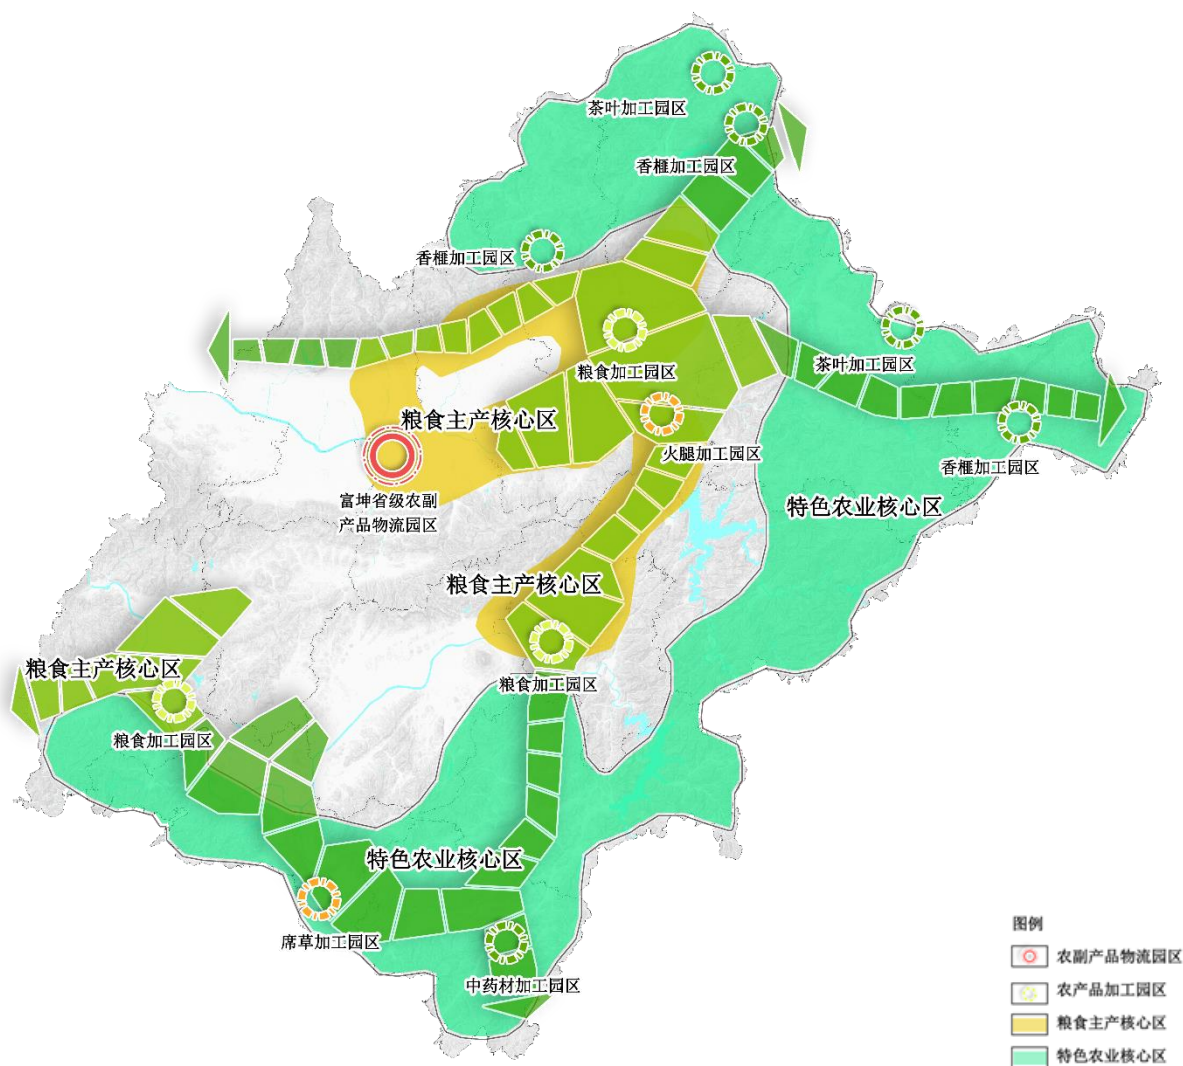 茶叶加工园区
香榧加工园区
香榧加工园区
茶叶加工园区
粮食加工园区
粮食主产核心区
火腿加工园区
香榧加工园区
富坤省级农副
产品物流园区
特色农业核心区
粮食主产核心区
粮食主产核心区
粮食加工园区
粮食加工园区
特色农业核心区
席草加工园区
中药材加工园区
图例
农副产品物流园区
农产品加工园区
粮食主产核心区
特色农业核心区